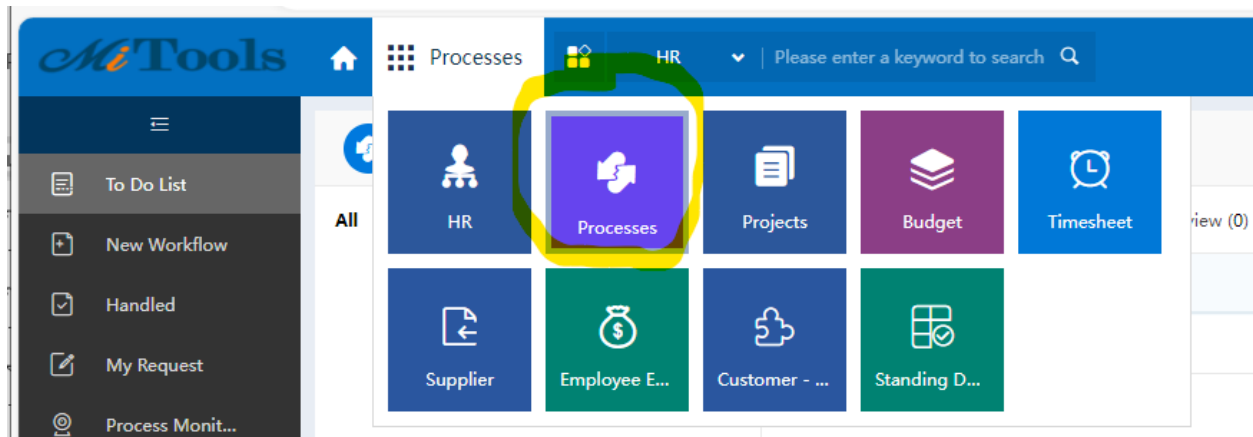 MiTools
Processes
HR
Please enter a keyword to search
To Do List
New Workflow
Handled
My Request
Process Monit...
All
HR
Processes
Projects
Budget
Timesheet
view (0)
Supplier
Employee E...
Customer - ...
Standing D...